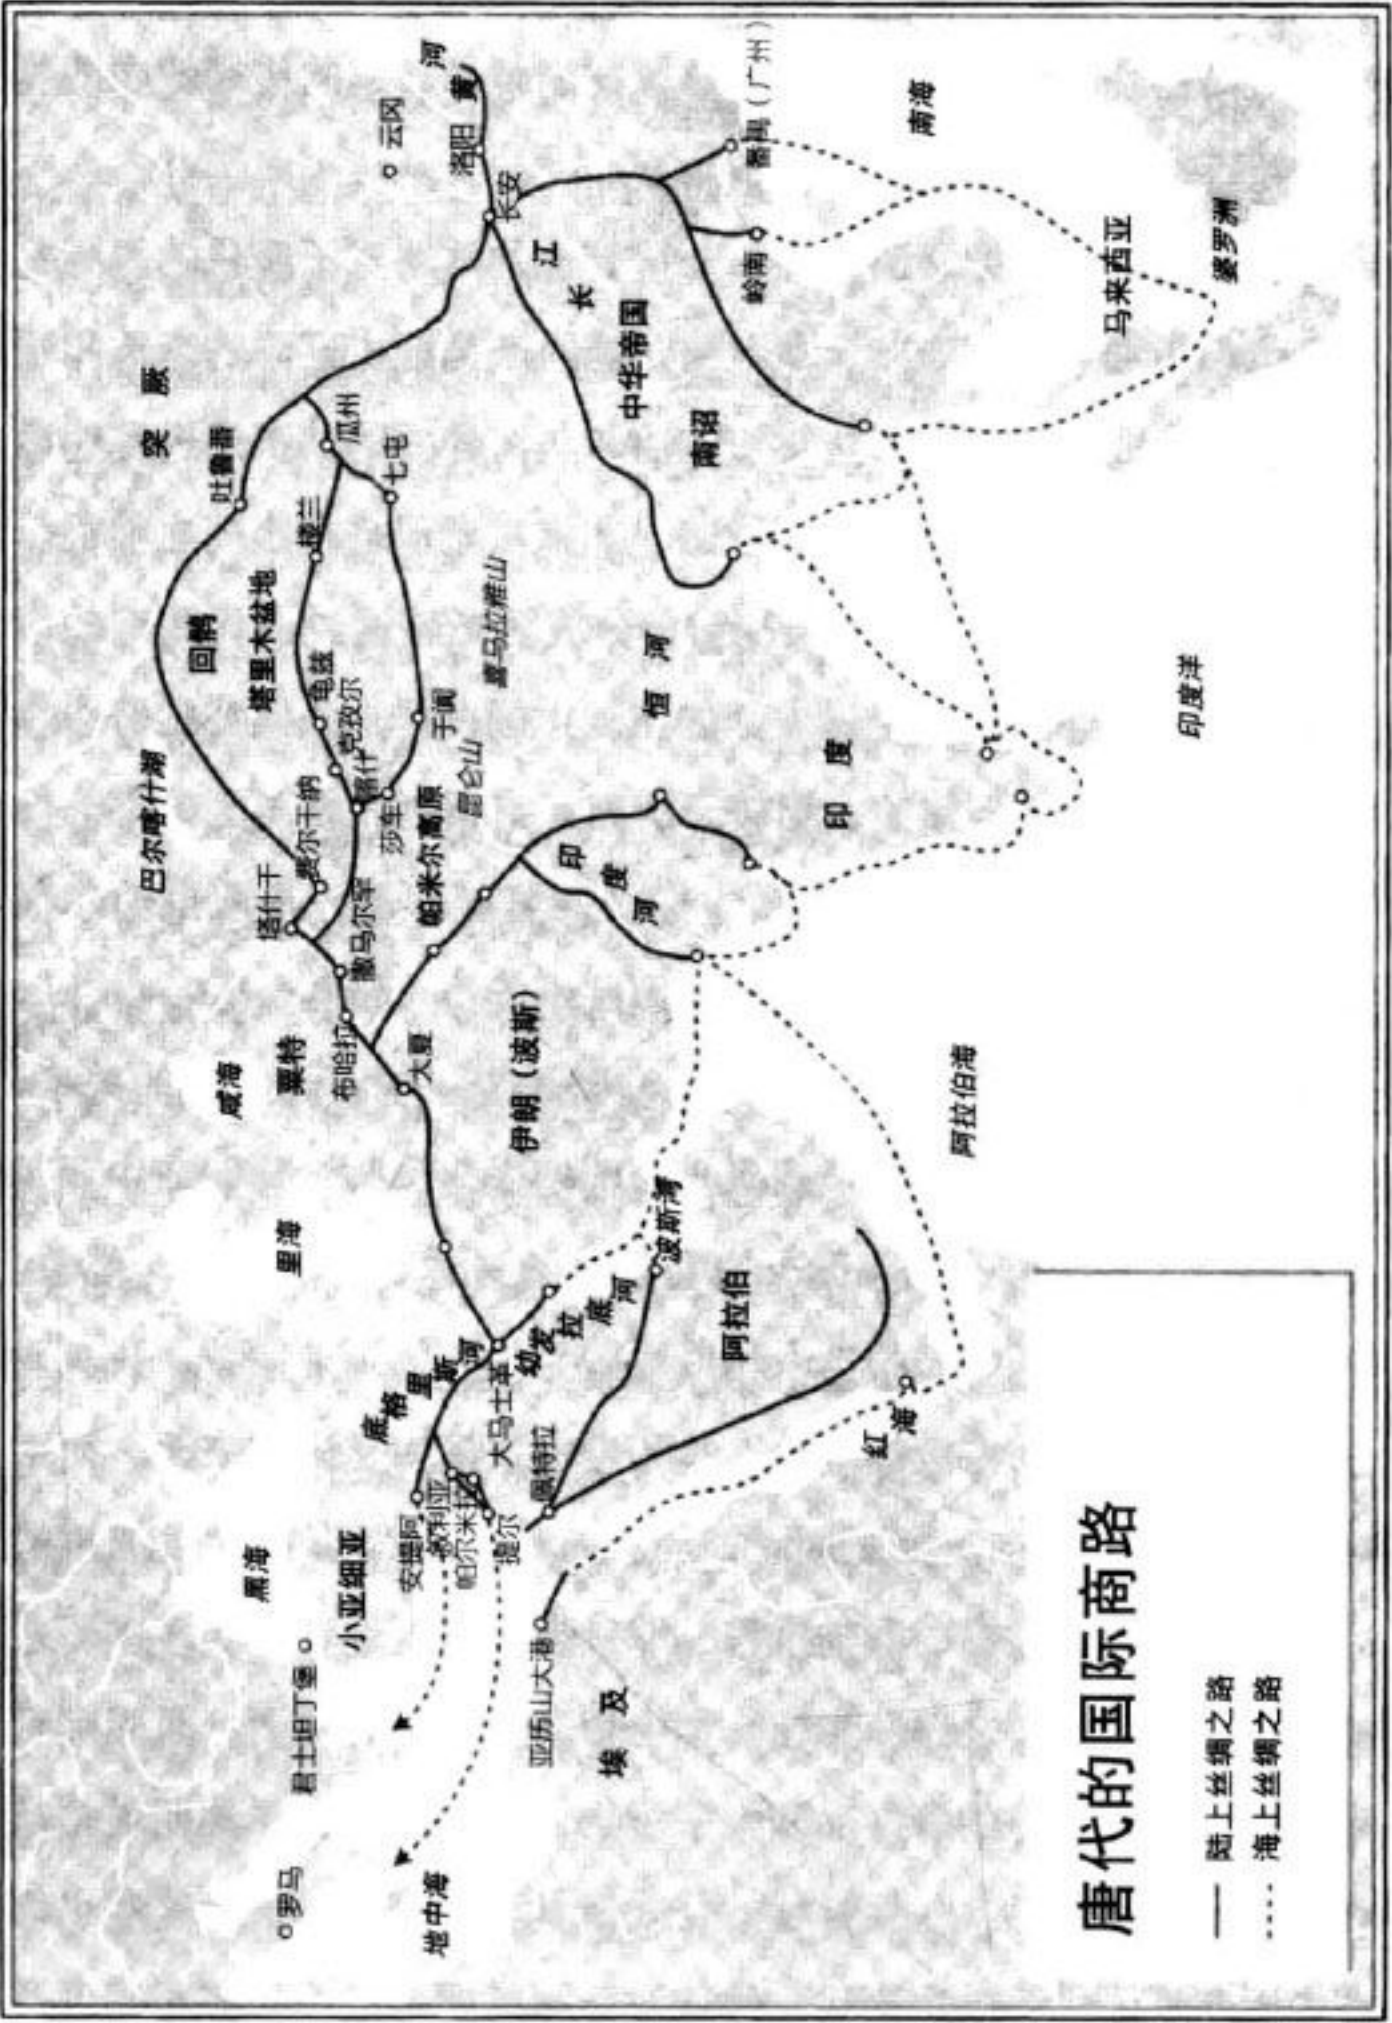 唐代的国际商路
陆上丝绸之路
海上丝绸之路
罗马
地中海
君士坦丁堡
黑海
小亚细亚
安提阿
叙利亚
帕尔米拉
提尔
亚历山大港
埃及
佩特拉
大马士革
底格里斯河
幼发拉底河
波斯湾
阿拉伯
红海
阿拉伯海
里海
咸海
粟特
布哈拉
大夏
伊朗（波斯）
撒马尔罕
塔什干
费尔干纳
巴尔喀什湖
帕米尔高原
喀什
莎车
克孜尔
龟兹
于阗
昆仑山
喜马拉雅山
塔里木盆地
回鹘
楼兰
七屯
瓜州
吐鲁番
突厥
印度河
恒河
印度
印度洋
云冈
黄河
洛阳
长安
长江
中华帝国
南诏
岭南
番禺（广州）
南海
马来西亚
婆罗洲